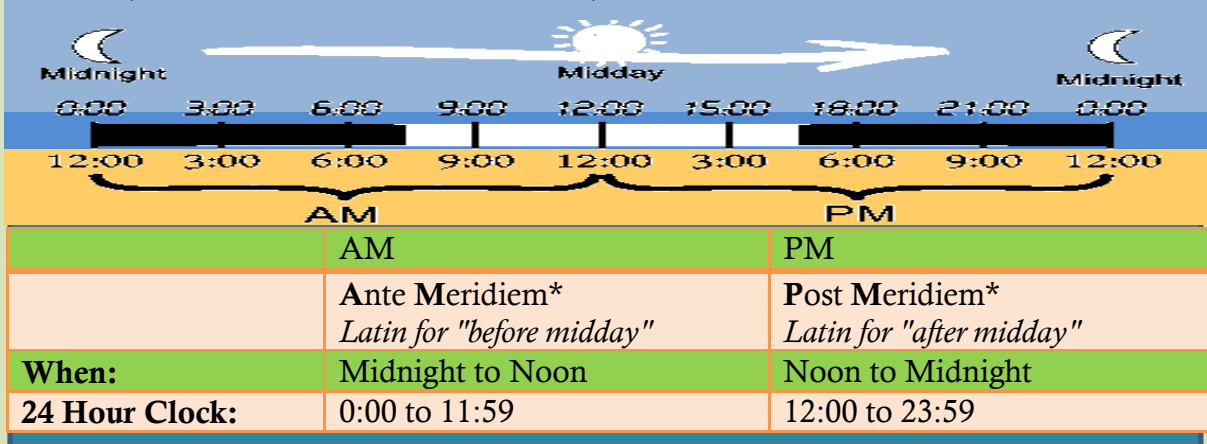 Midnight Midday Midnight
0:00 3:00 6:00 9:00 12:00 15:00 18:00 21:00 0:00
12:00 3:00 6:00 9:00 12:00 3:00 6:00 9:00 12:00
AM PM
AM PM
Ante Meridiem* Post Meridiem*
Latin for "before midday" Latin for "after midday"
When: Midnight to Noon Noon to Midnight
24 Hour Clock: 0:00 to 11:59 12:00 to 23:59